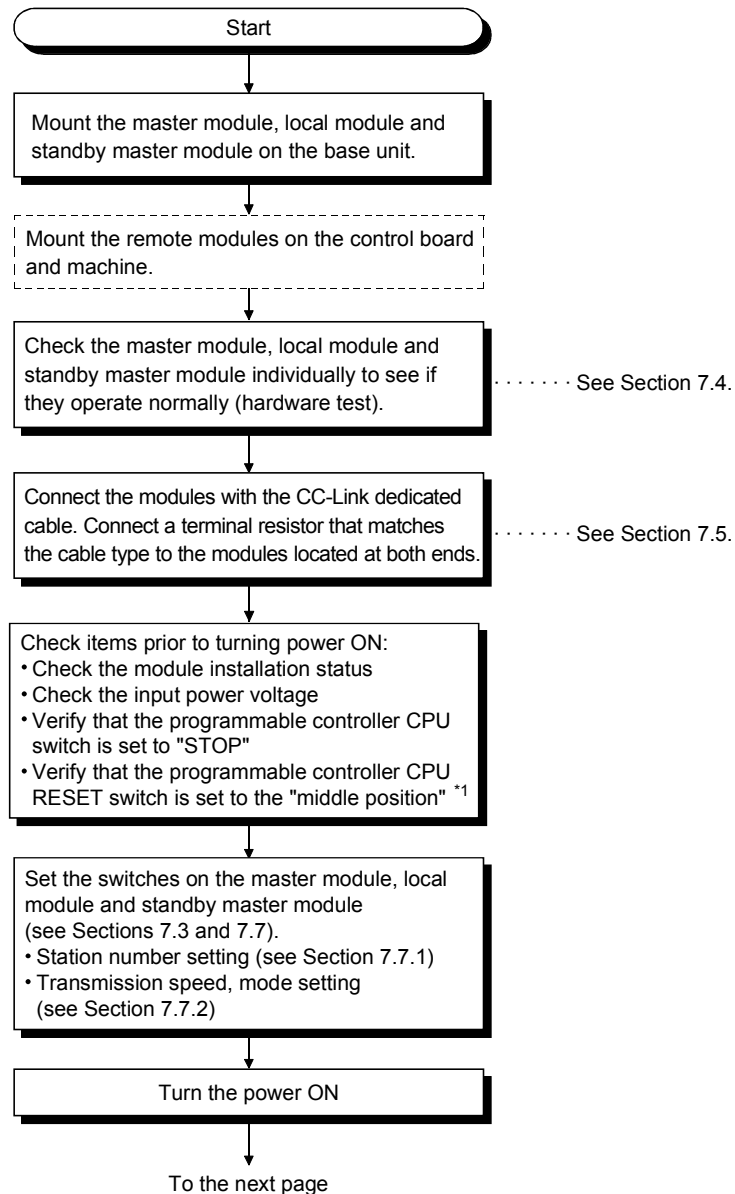 Start
Mount the master module, local module and
standby master module on the base unit.
Mount the remote modules on the control board
and machine.
Check the master module, local module and
standby master module individually to see if
they operate normally (hardware test).
· · · · · · · See Section 7.4.
Connect the modules with the CC-Link dedicated
cable. Connect a terminal resistor that matches
the cable type to the modules located at both ends.
· · · · · · · See Section 7.5.
Check items prior to turning power ON:
• Check the module installation status
• Check the input power voltage
• Verify that the programmable controller CPU
switch is set to "STOP"
• Verify that the programmable controller CPU
RESET switch is set to the "middle position" *1
Set the switches on the master module, local
module and standby master module
(see Sections 7.3 and 7.7).
• Station number setting (see Section 7.7.1)
• Transmission speed, mode setting
(see Section 7.7.2)
Turn the power ON
To the next page